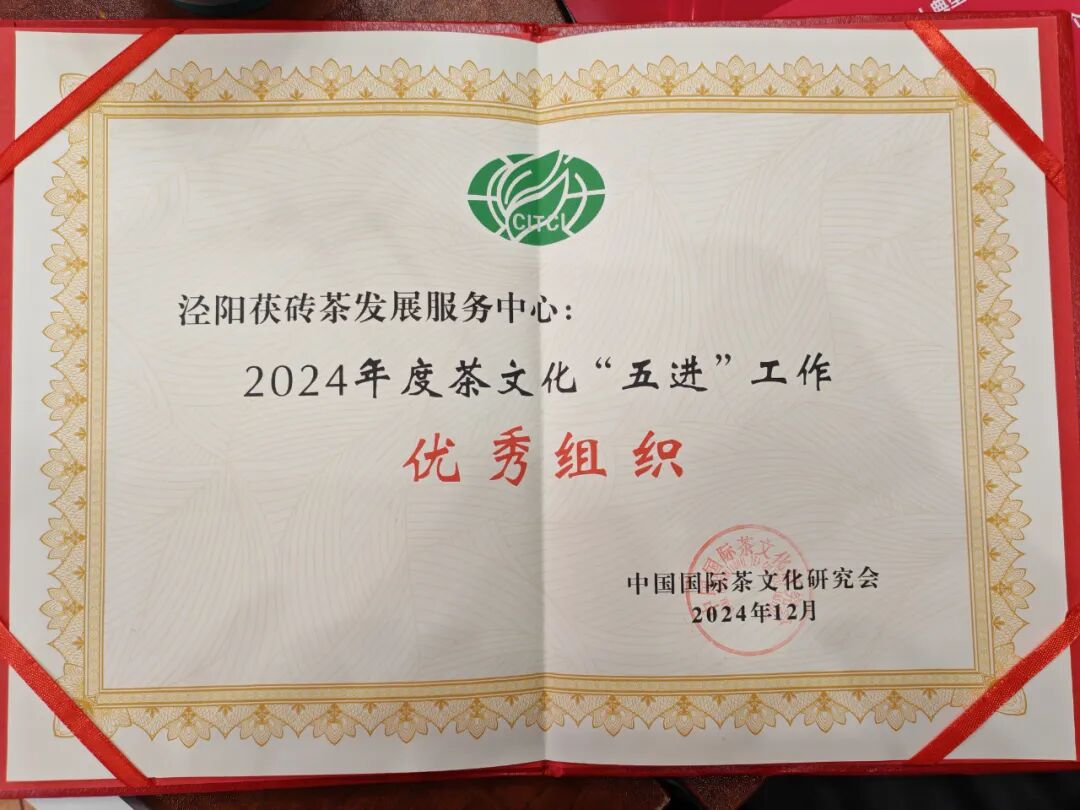 CITCI
泾阳茯砖茶发展服务中心：
2024年度茶文化“五进”工作
优秀组织
中国国际茶文化研究会
2024年12月